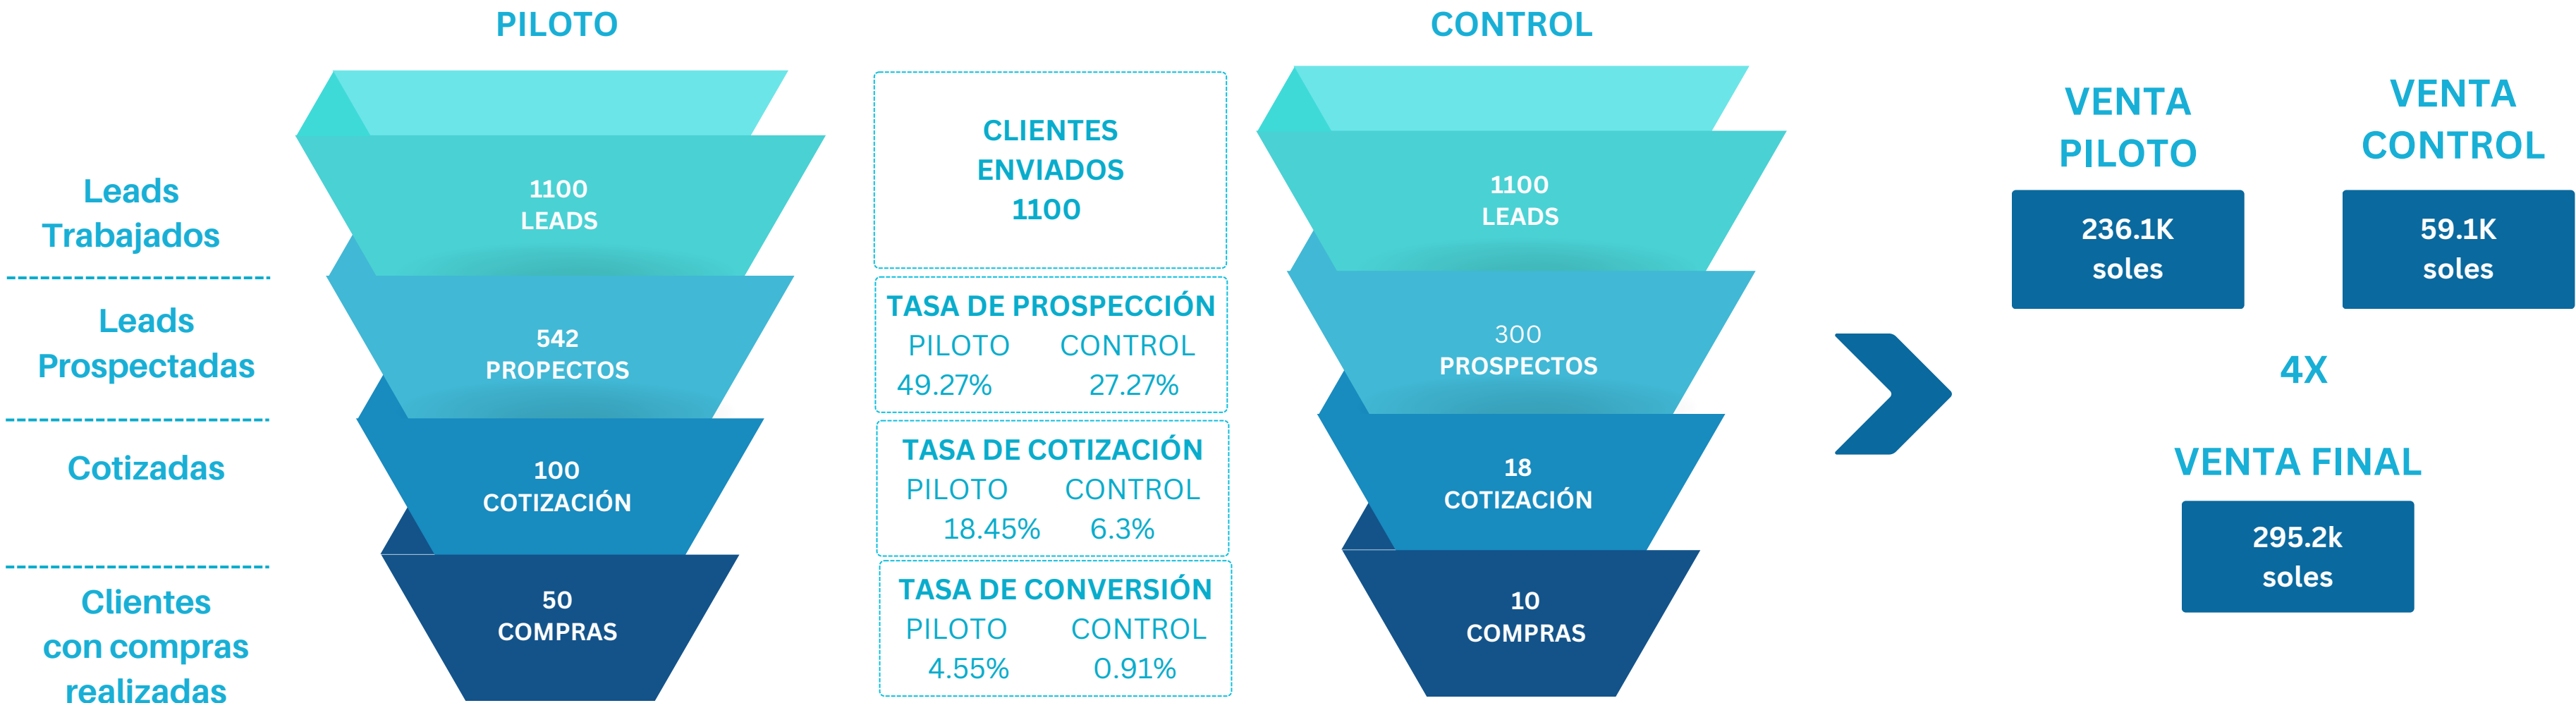 PILOTO
CONTROL
Leads
Trabajados
Leads
Prospectadas
Cotizadas
Clientes
con compras
realizadas
1100
LEADS
542
PROPECTOS
100
COTIZACIÓN
50
COMPRAS
CLIENTES
ENVIADOS
1100
TASA DE PROSPECCIÓN
PILOTO CONTROL
49.27% 27.27%
TASA DE COTIZACIÓN
PILOTO CONTROL
18.45% 6.3%
TASA DE CONVERSIÓN
PILOTO CONTROL
4.55% 0.91%
1100
LEADS
300
PROSPECTOS
18
COTIZACIÓN
10
COMPRAS
VENTA
PILOTO
236.1K
soles
VENTA
CONTROL
59.1K
soles
4X
VENTA FINAL
295.2k
soles